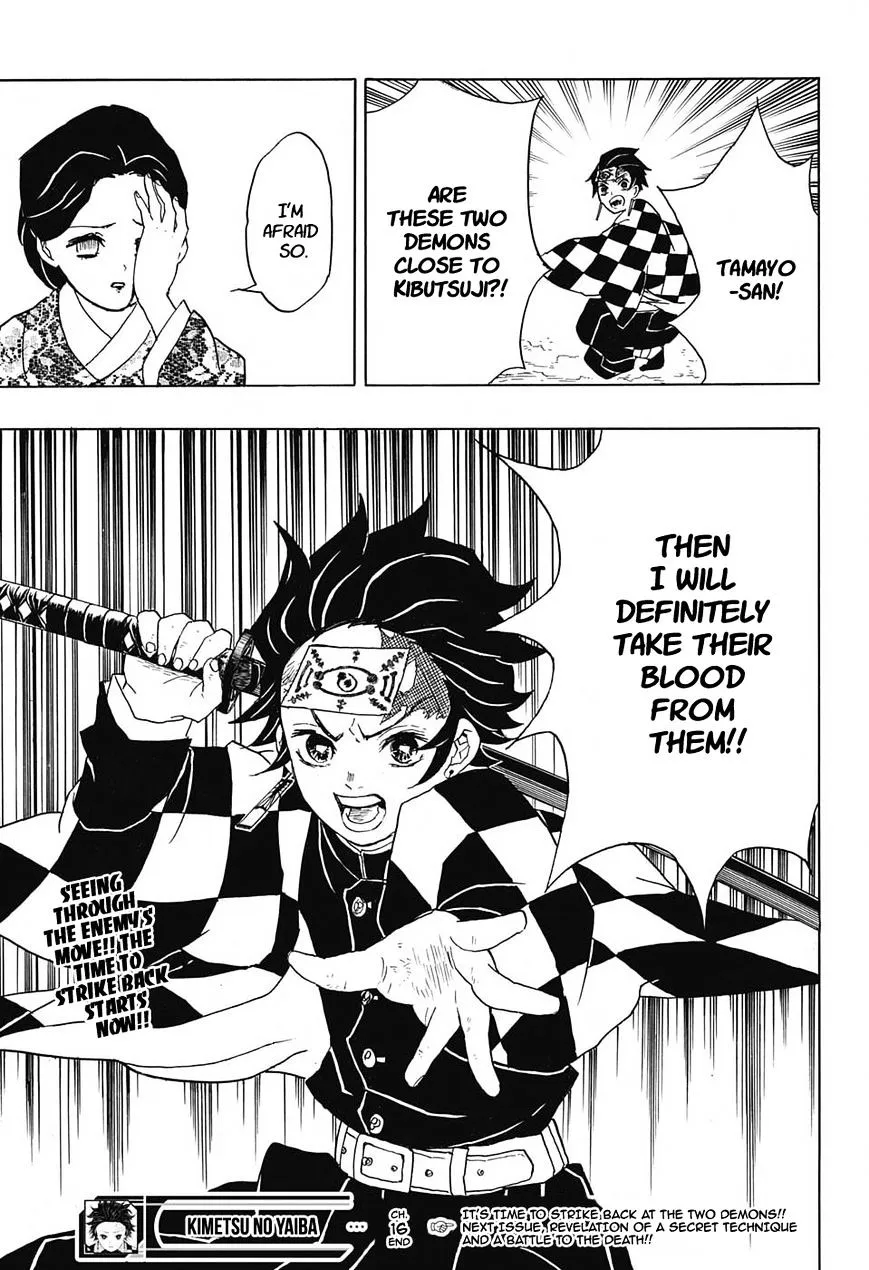 TAMAYO
-SAN!
ARE
THESE TWO
DEMONS
CLOSE TO
KIBUTSUJI?!
I'M
AFRAID
SO.
THEN
I WILL
DEFINITELY
TAKE THEIR
BLOOD
FROM
THEM!!
SEEING
THROUGH
THE ENEMY'S
MOVE!! THE
TIME TO
STRIKE BACK
STARTS
NOW!!
KIMETSU NO YAIBA
CH.
16
END
IT'S TIME TO STRIKE BACK AT THE TWO DEMONS!!
NEXT ISSUE, REVELATION OF A SECRET TECHNIQUE
AND A BATTLE TO THE DEATH!!